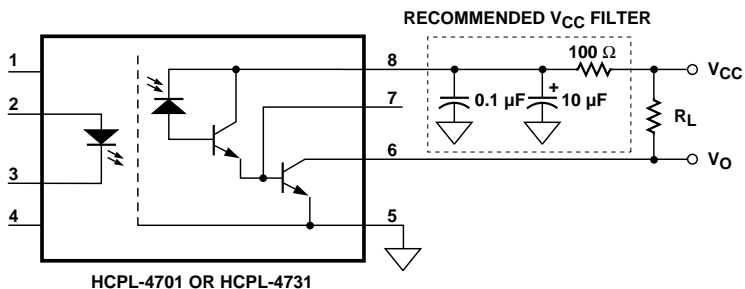 RECOMMENDED VCC FILTER
1
2
3
4
8
7
6
5
100 Ω
0.1 µF
+
10 µF
VCC
RL
VO
HCPL-4701 OR HCPL-4731